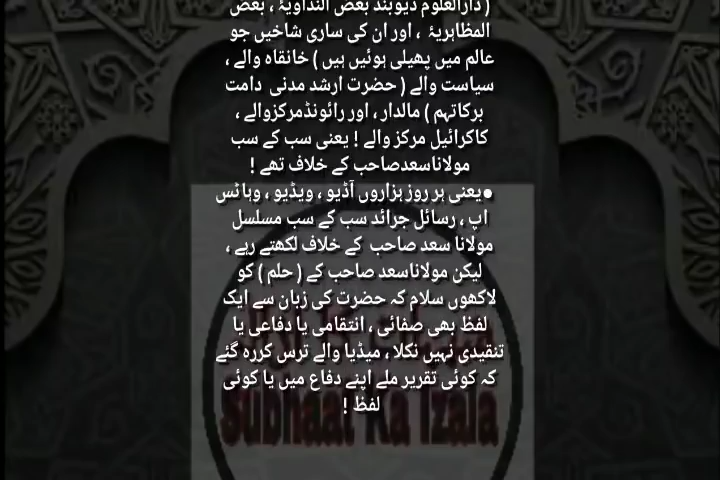 ( دارالعلوم دیوبند بعض النداویۂ ، بعض
المظاہریۂ ، اور ان کی ساری شاخیں جو
عالم میں پھیلی ہوئیں ہیں ) خانقاہ والے ،
سیاست والے ( حضرت ارشد مدنی دامت
برکاتہم ) مالدار ، اور رائونڈمرکزوالے ،
کاکرائیل مرکز والے ! یعنی سب کے سب
مولاناسعدصاحب کے خلاف تھے !
●یعنی ہر روز ہزاروں آڈیو ، ویڈیو ، وہاٹس
اپ ، رسائل جرائد سب کے سب مسلسل
مولانا سعد صاحب کے خلاف لکھتے رہے ،
لیکن مولاناسعد صاحب کے ( حلم ) کو
لاکھوں سلام کہ حضرت کی زبان سے ایک
لفظ بھی صفائی ، انتقامی یا دفاعی یا
تنقیدی نہیں نکلا ، میڈیا والے ترس کررہ گئے
کہ کوئی تقریر ملے اپنے دفاع میں یا کوئی
لفظ !
Subhaat Ka Izala